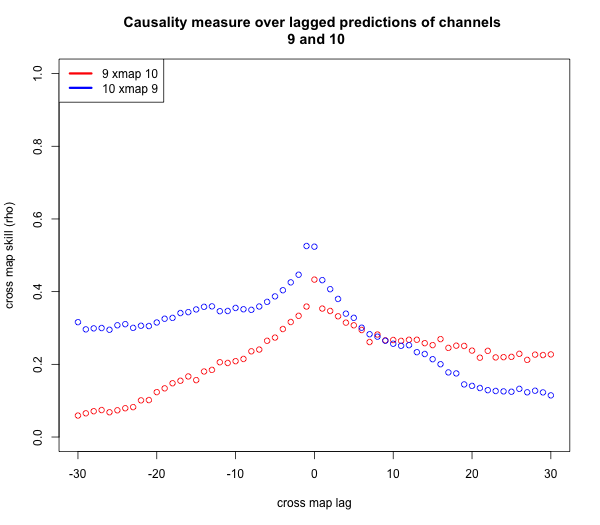 Causality measure over lagged predictions of channels
9 and 10
9 xmap 10
10 xmap 9
cross map skill (rho)
1.0
0.8
0.6
0.4
0.2
0.0
-30 -20 -10 0 10 20 30
cross map lag